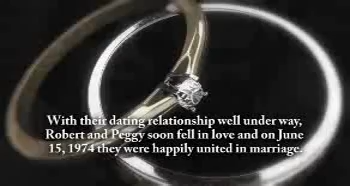 With their dating relationship well under way,
Robert and Peggy soon fell in love and on June
15, 1974 they were happily united in marriage.